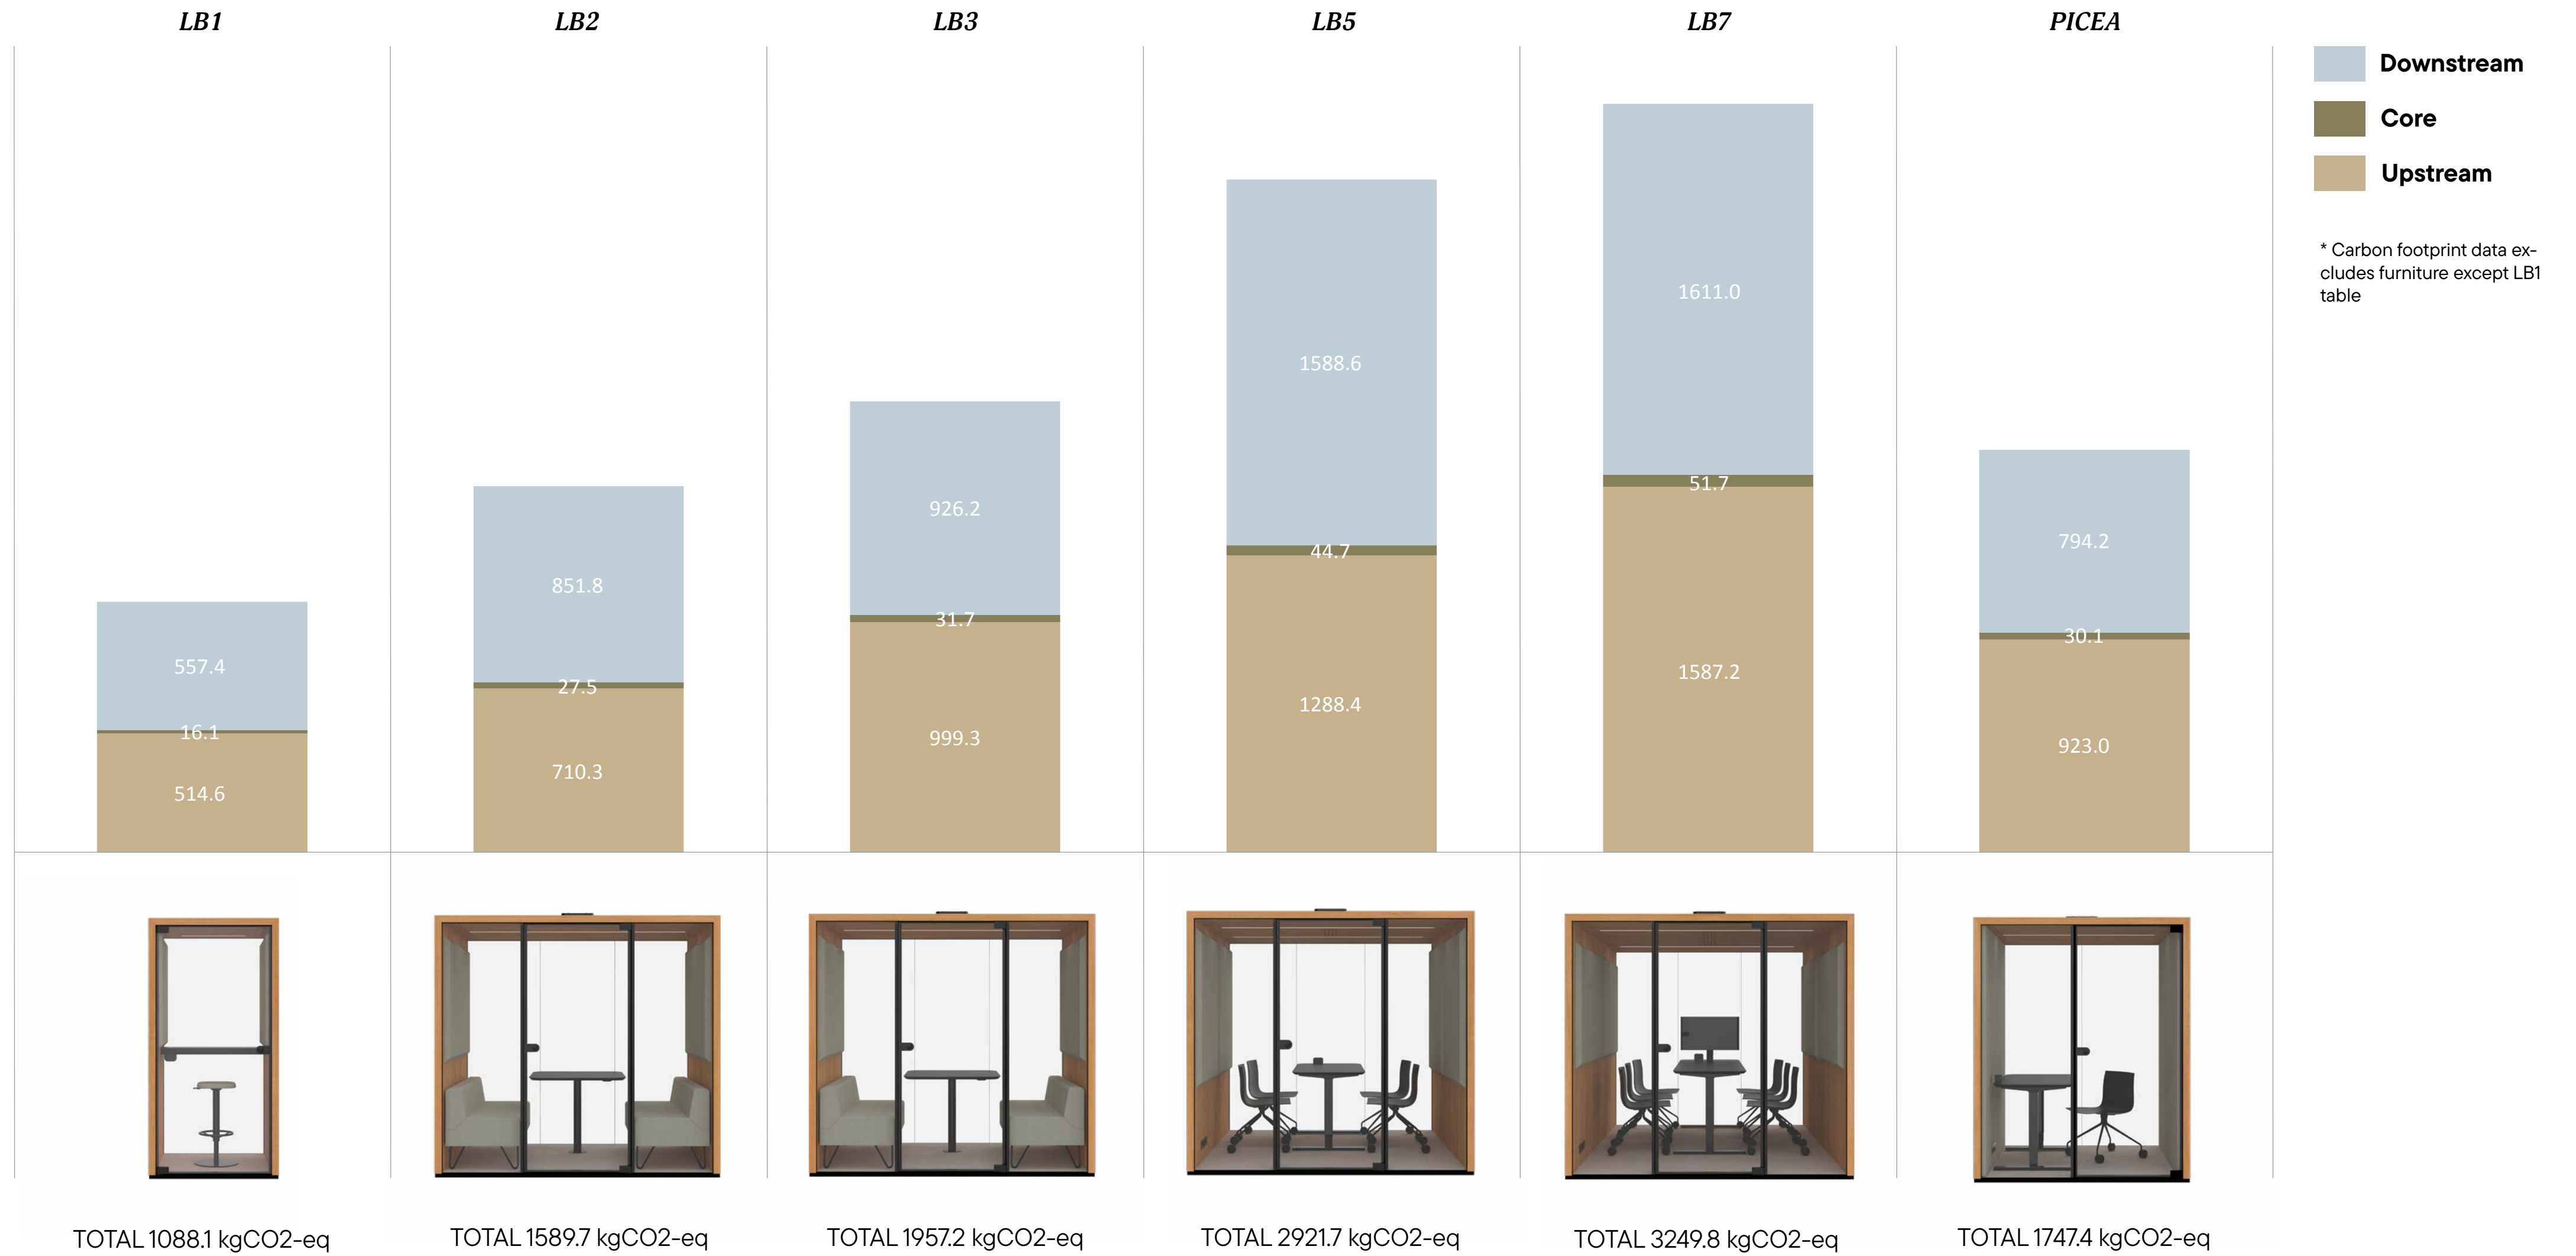 LB1
LB2
LB3
LB5
LB7
PICEA
Downstream
Core
Upstream
* Carbon footprint data ex-
cludes furniture except LB1
table
557.4
16.1
514.6
851.8
27.5
710.3
926.2
31.7
999.3
1588.6
44.7
1288.4
1611.0
51.7
1587.2
794.2
30.1
923.0
TOTAL 1088.1 kgCO2-eq
TOTAL 1589.7 kgCO2-eq
TOTAL 1957.2 kgCO2-eq
TOTAL 2921.7 kgCO2-eq
TOTAL 3249.8 kgCO2-eq
TOTAL 1747.4 kgCO2-eq